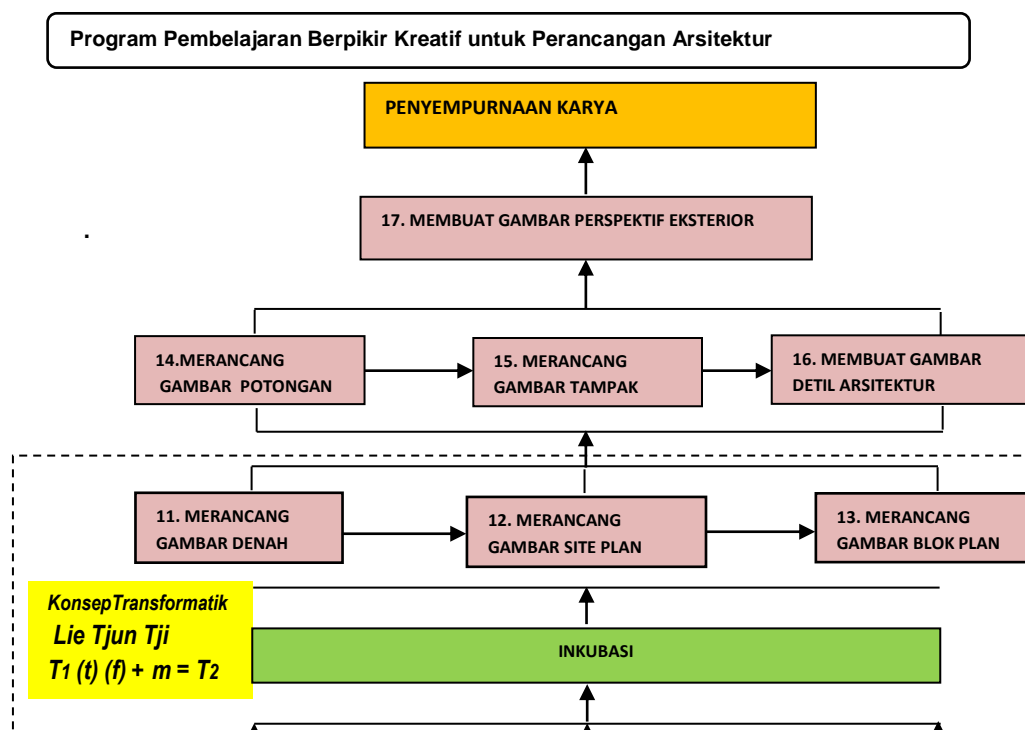 Program Pembelajaran Berpikir Kreatif untuk Perancangan Arsitektur
PENYEMPURNAAN KARYA
17. MEMBUAT GAMBAR PERSPEKTIF EKSTERIOR
.
14.MERANCANG
GAMBAR POTONGAN
15. MERANCANG
GAMBAR TAMPAK
16. MEMBUAT GAMBAR
DETIL ARSITEKTUR
11. MERANCANG
GAMBAR DENAH
12. MERANCANG
GAMBAR SITE PLAN
13. MERANCANG
GAMBAR BLOK PLAN
KonsepTransformatik
Lie Tjun Tji
T1 (t) (f) + m = T2
INKUBASI